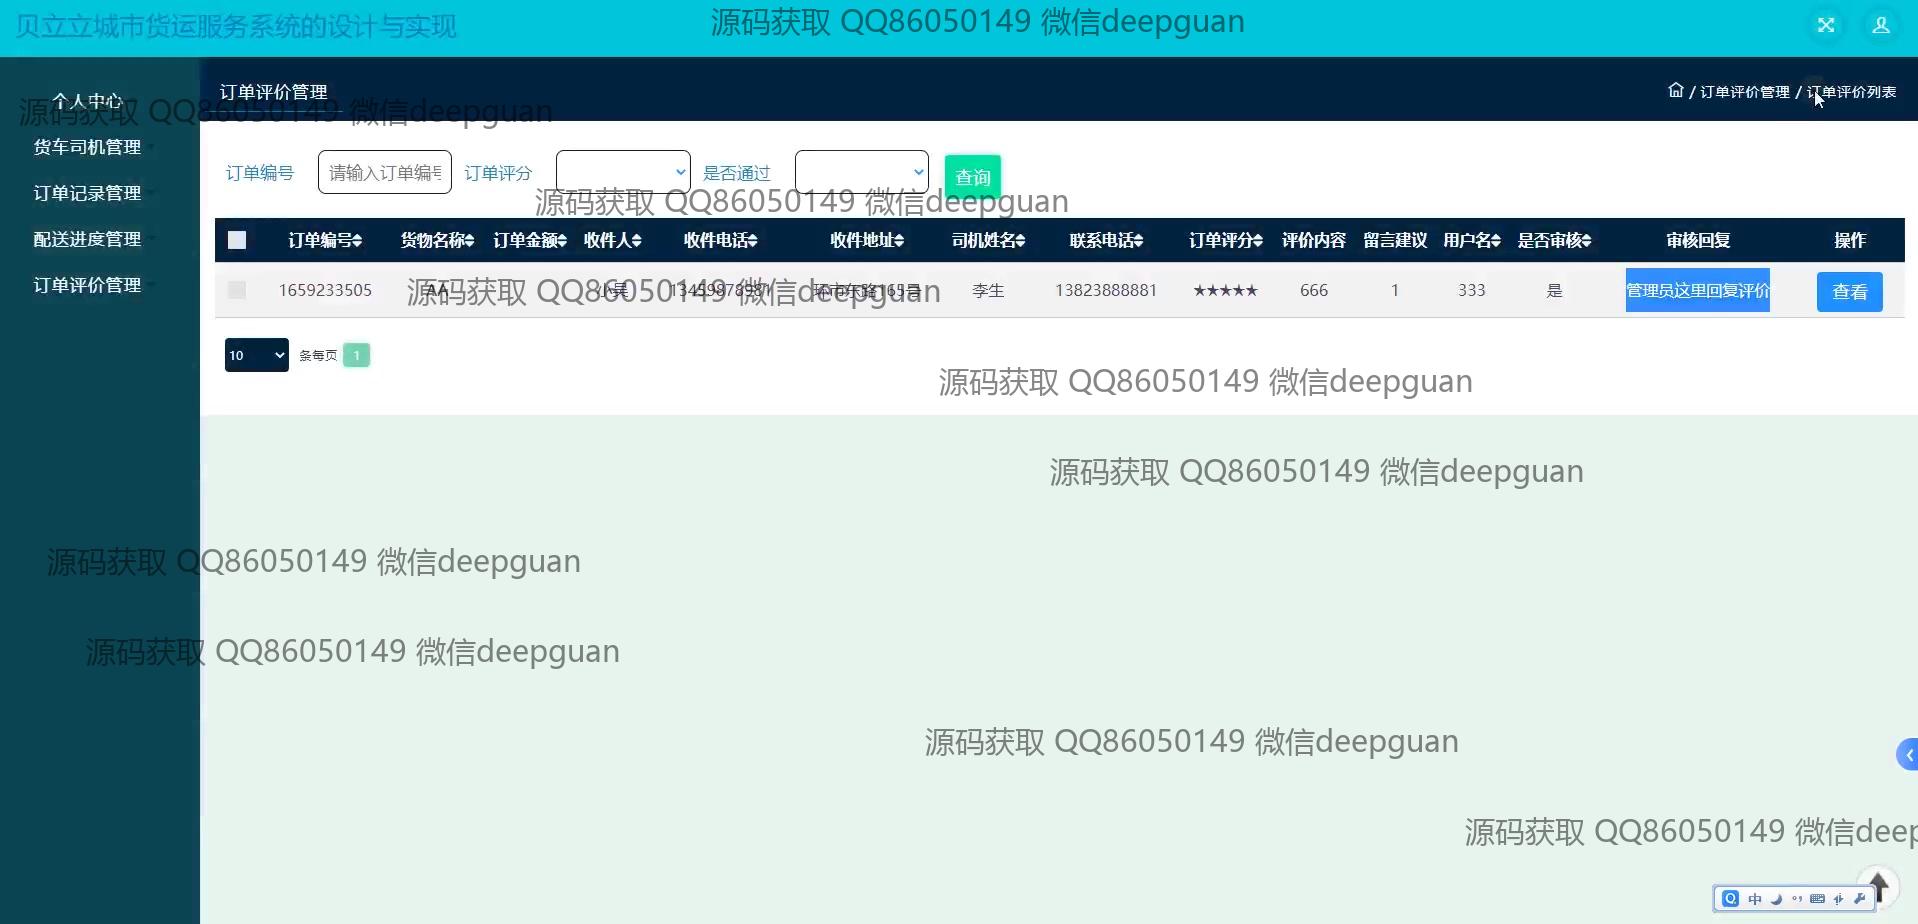 贝立立城市货运服务系统的设计与实现
源码获取 QQ86050149 微信deepguan
个人中心
订单评价管理
/ 订单评价管理 / 订单评价列表
源码获取 QQ86050149 微信deepguan
货车司机管理
订单记录管理
配送进度管理
订单评价管理
订单编号 请输入订单编号 订单评分 是否通过 查询
源码获取 QQ86050149 微信deepguan
订单编号 货物名称 订单金额 收件人 收件电话 收件地址 司机姓名 联系电话 订单评分 评价内容 留言建议 用户名 是否审核 审核回复 操作
1659233505 AA 小吴 13459878981 环市东路165号 李生 13823888881 ★★★★★ 666 1 333 是 管理员这里回复评价 查看
源码获取 QQ86050149 微信deepguan
10 条每页 1
源码获取 QQ86050149 微信deepguan
源码获取 QQ86050149 微信deepguan
源码获取 QQ86050149 微信deepguan
源码获取 QQ86050149 微信deepguan
源码获取 QQ86050149 微信deepguan
源码获取 QQ86050149 微信deep
中